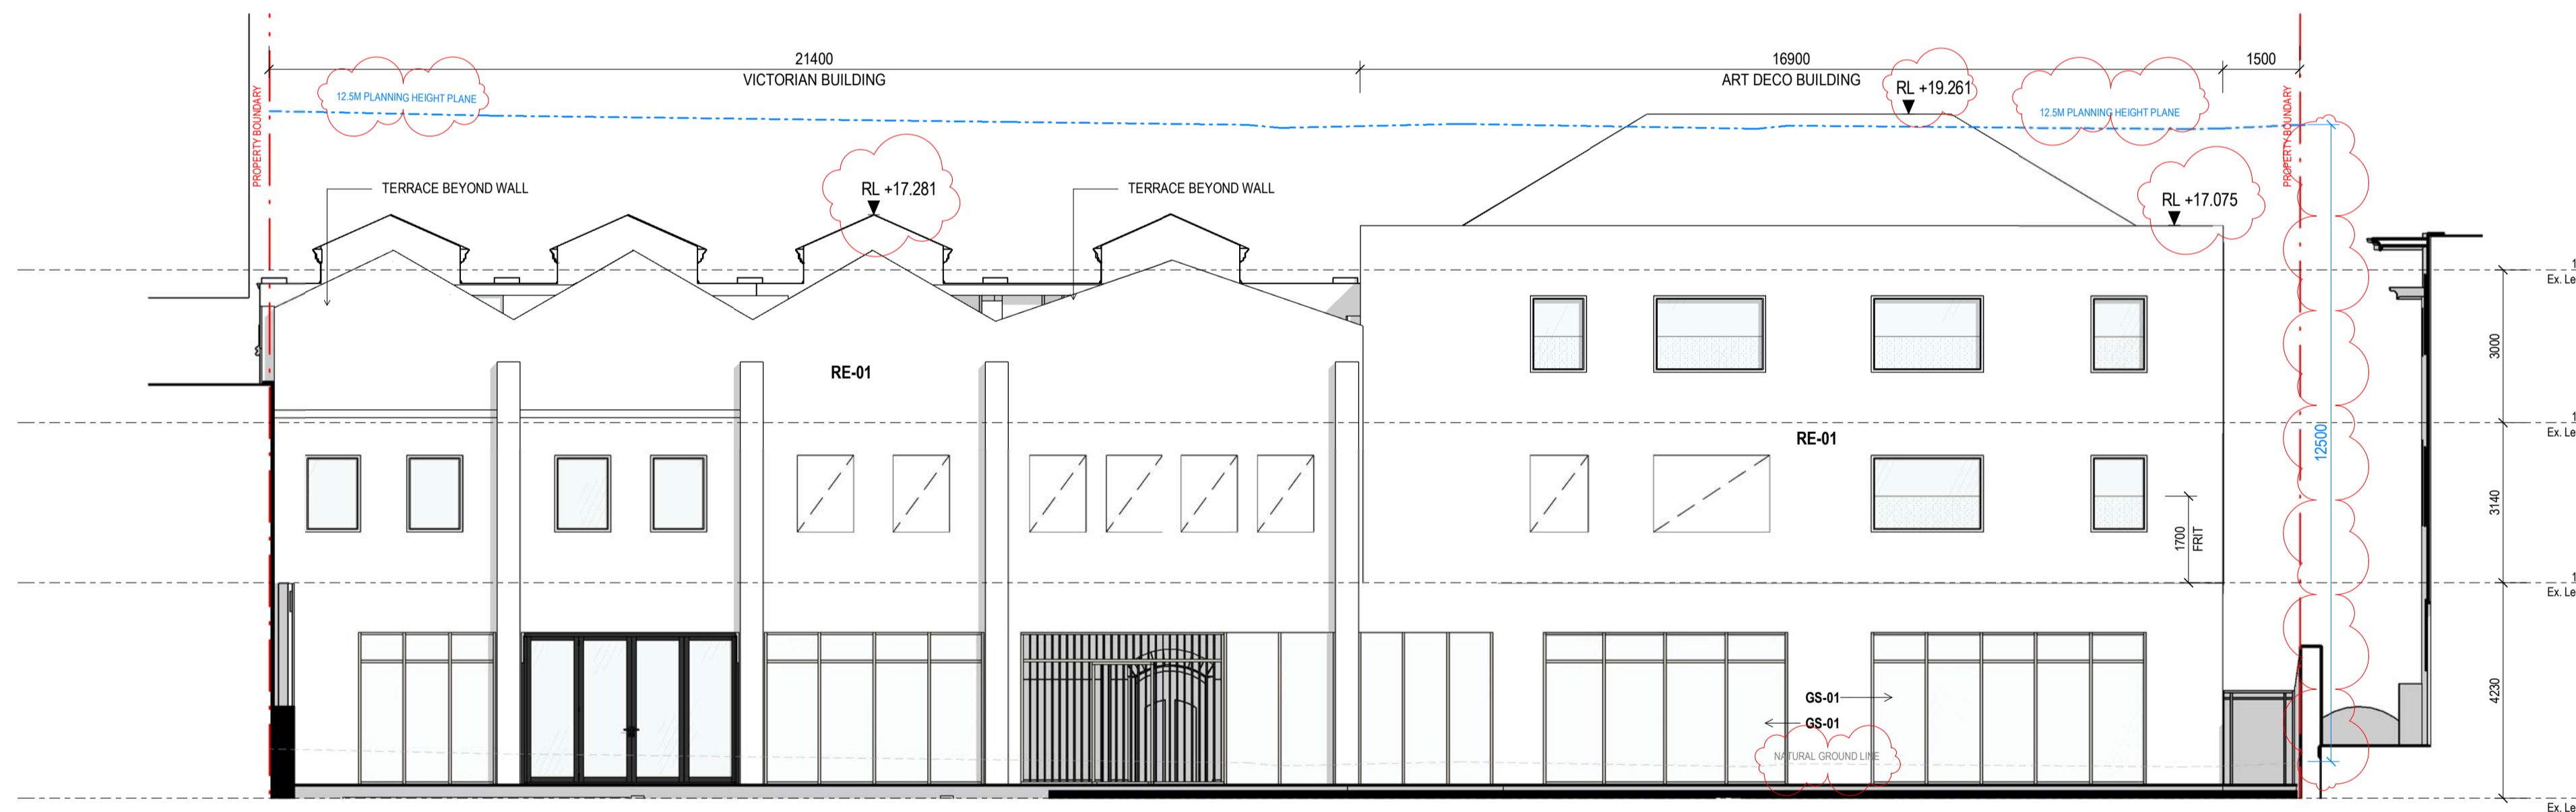 21400
VICTORIAN BUILDING
16900
ART DECO BUILDING
1500
12.5M PLANNING HEIGHT PLANE
PROPERTY BOUNDARY
RL +19.261
12.5M PLANNING HEIGHT PLANE
PROPERTY BOUNDARY
TERRACE BEYOND WALL
RL +17.281
TERRACE BEYOND WALL
RL +17.075
1
Ex. Le
3000
RE-01
1
Ex. Le
RE-01
12500
3140
1700
FRIT
1
Ex. Le
4230
GS-01
GS-01
NATURAL GROUND LINE
Ex. Le